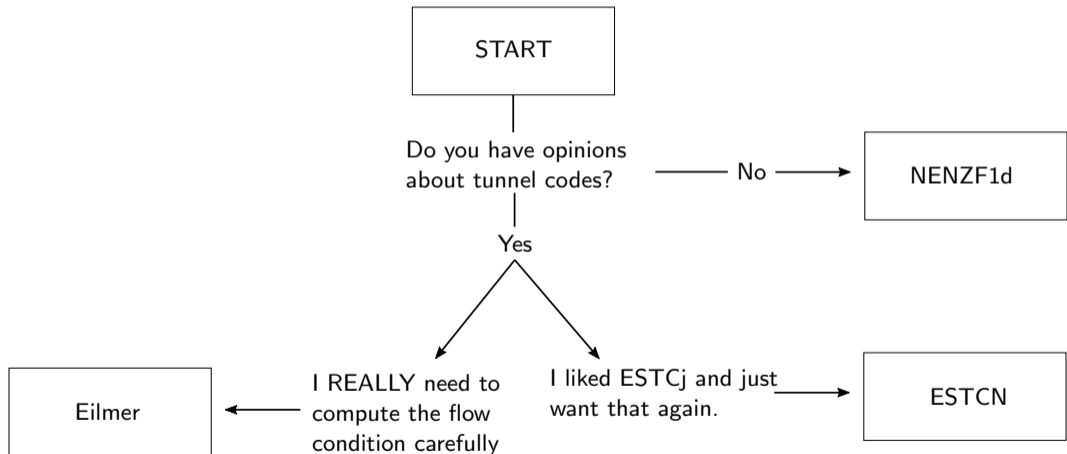 START
Do you have opinions
about tunnel codes?
No
NENZF1d
Yes
Eilmer
I REALLY need to
compute the flow
condition carefully
I liked ESTCj and just
want that again.
ESTCN